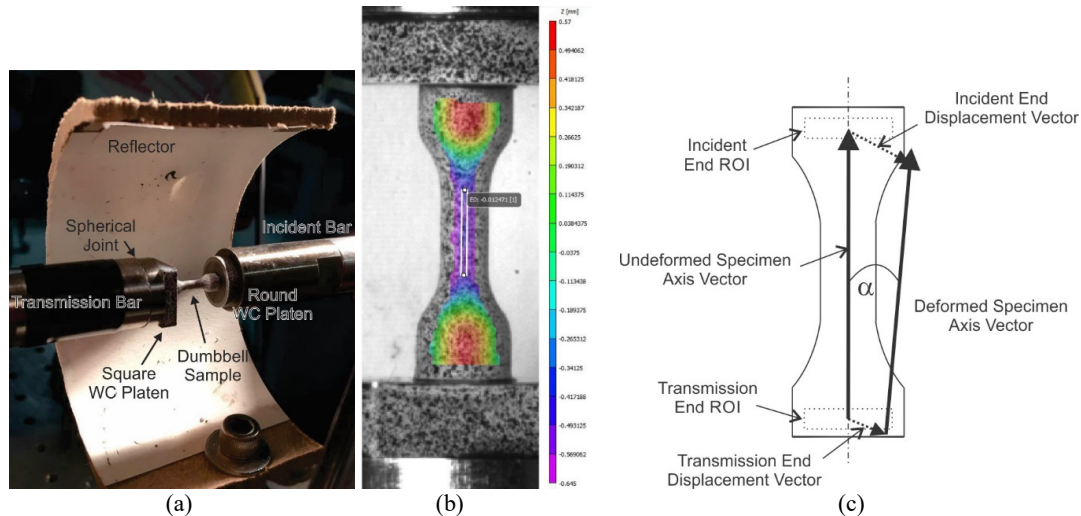 Reflector
Spherical
Joint
Incident Bar
Transmission Bar
Round
WC Platen
Dumbbell
Sample
Square
WC Platen
(a)
Z [mm]
0.57
0.494062
0.418125
0.342187
0.26625
0.190312
0.114375
0.0384375
-0.0375
-0.113438
-0.189375
-0.265312
-0.34125
-0.417188
-0.493125
-0.569062
-0.645
-0.012471 [1]
(b)
Incident End
Displacement Vector
Incident
End ROI
Undeformed Specimen
Axis Vector
α
Deformed Specimen
Axis Vector
Transmission
End ROI
Transmission End
Displacement Vector
(c)